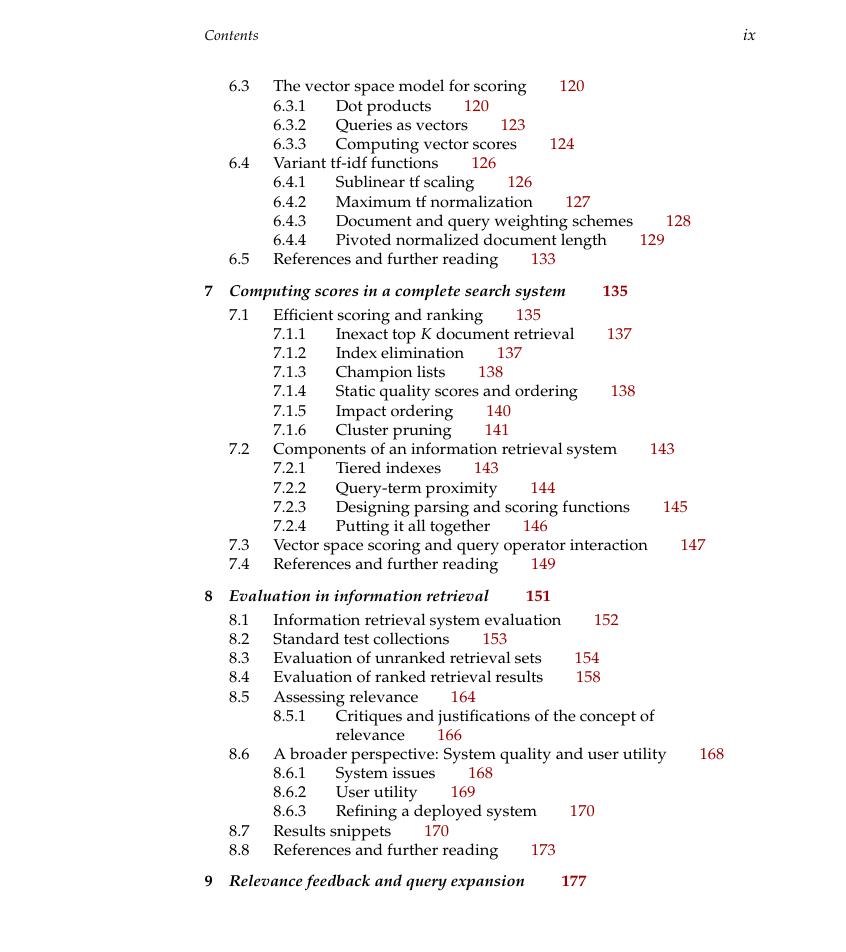 Contents ix
6.3 The vector space model for scoring 120
6.3.1 Dot products 120
6.3.2 Queries as vectors 123
6.3.3 Computing vector scores 124
6.4 Variant tf-idf functions 126
6.4.1 Sublinear tf scaling 126
6.4.2 Maximum tf normalization 127
6.4.3 Document and query weighting schemes 128
6.4.4 Pivoted normalized document length 129
6.5 References and further reading 133
7 Computing scores in a complete search system 135
7.1 Efficient scoring and ranking 135
7.1.1 Inexact top K document retrieval 137
7.1.2 Index elimination 137
7.1.3 Champion lists 138
7.1.4 Static quality scores and ordering 138
7.1.5 Impact ordering 140
7.1.6 Cluster pruning 141
7.2 Components of an information retrieval system 143
7.2.1 Tiered indexes 143
7.2.2 Query-term proximity 144
7.2.3 Designing parsing and scoring functions 145
7.2.4 Putting it all together 146
7.3 Vector space scoring and query operator interaction 147
7.4 References and further reading 149
8 Evaluation in information retrieval 151
8.1 Information retrieval system evaluation 152
8.2 Standard test collections 153
8.3 Evaluation of unranked retrieval sets 154
8.4 Evaluation of ranked retrieval results 158
8.5 Assessing relevance 164
8.5.1 Critiques and justifications of the concept of
relevance 166
8.6 A broader perspective: System quality and user utility 168
8.6.1 System issues 168
8.6.2 User utility 169
8.6.3 Refining a deployed system 170
8.7 Results snippets 170
8.8 References and further reading 173
9 Relevance feedback and query expansion 177